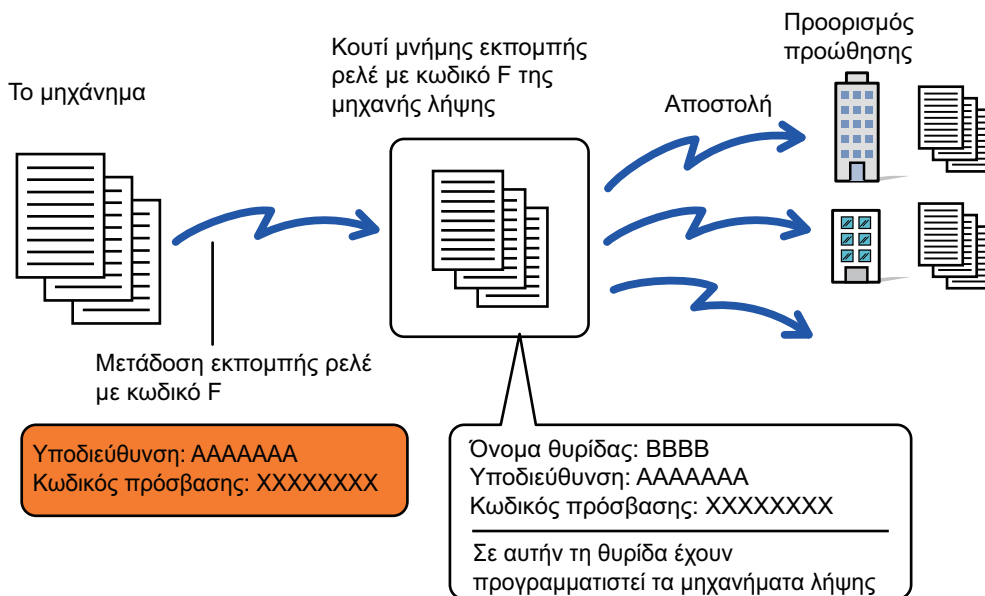 Το μηχάνημα
Κουτί μνήμης εκπομπής
ρελέ με κωδικό F της
μηχανής λήψης
Αποστολή
Προορισμός
προώθησης
Μετάδοση εκπομπής ρελέ
με κωδικό F
Υποδιεύθυνση: AAAAAAA
Κωδικός πρόσβασης: XXXXXXXX
Όνομα θυρίδας: BBBB
Υποδιεύθυνση: AAAAAAA
Κωδικός πρόσβασης: XXXXXXXX
Σε αυτήν τη θυρίδα έχουν
προγραμματιστεί τα μηχανήματα λήψης